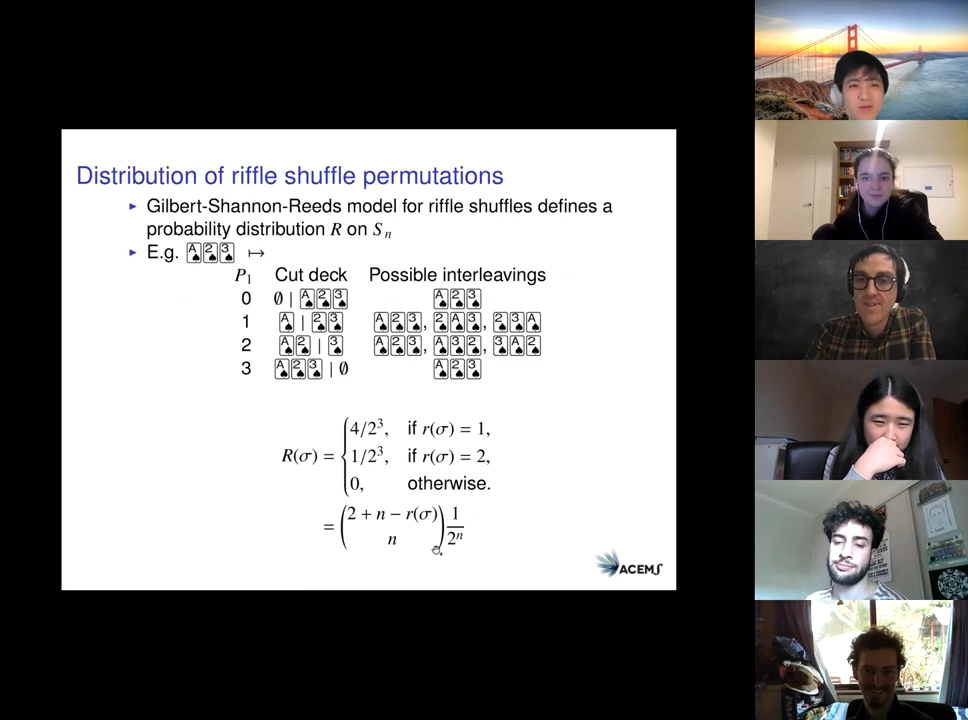 Distribution of riffle shuffle permutations
▶ Gilbert-Shannon-Reeds model for riffle shuffles defines a
probability distribution R on Sₙ
▶ E.g. A♠2♠3♠ ↦
P₁ Cut deck Possible interleavings
0 ∅ | A♠2♠3♠ A♠2♠3♠
1 A♠ | 2♠3♠ A♠2♠3♠, 2♠A♠3♠, 2♠3♠A♠
2 A♠2♠ | 3♠ A♠2♠3♠, A♠3♠2♠, 3♠A♠2♠
3 A♠2♠3♠ | ∅ A♠2♠3♠
R(σ) = { 4/2³, if r(σ) = 1,
1/2³, if r(σ) = 2,
0, otherwise.
= (2 + n − r(σ) / n) 1/2ⁿ
ACEMS